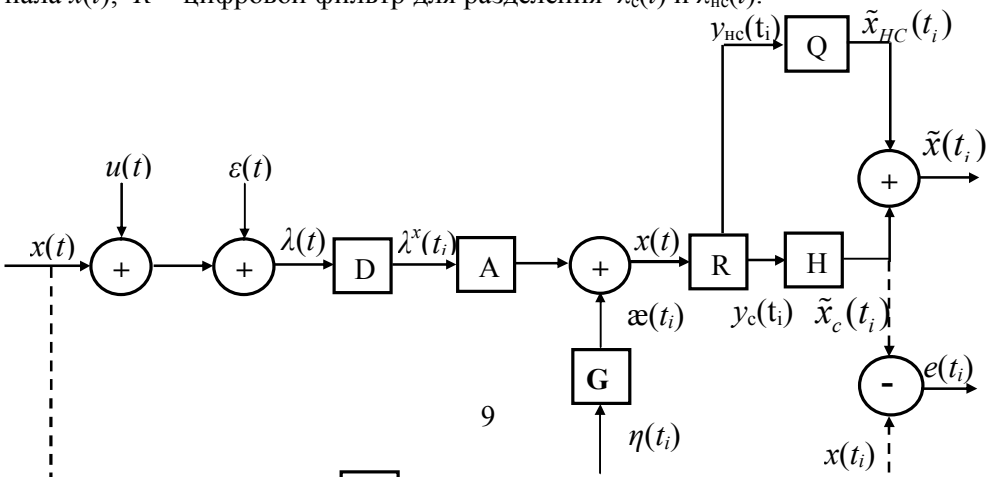 нала x(t); R – цифровой фильтр для разделения x̃с(t) и x̃нс(t).
yнс(ti)
Q
x̃HC(ti)
x̃(ti)
u(t)
ε(t)
x(t)
+
+
λ(t)
D
λx(ti)
A
+
x(t)
R
H
+
æ(ti)
yс(ti)
x̃c(ti)
G
-
e(ti)
9
η(ti)
x(ti)